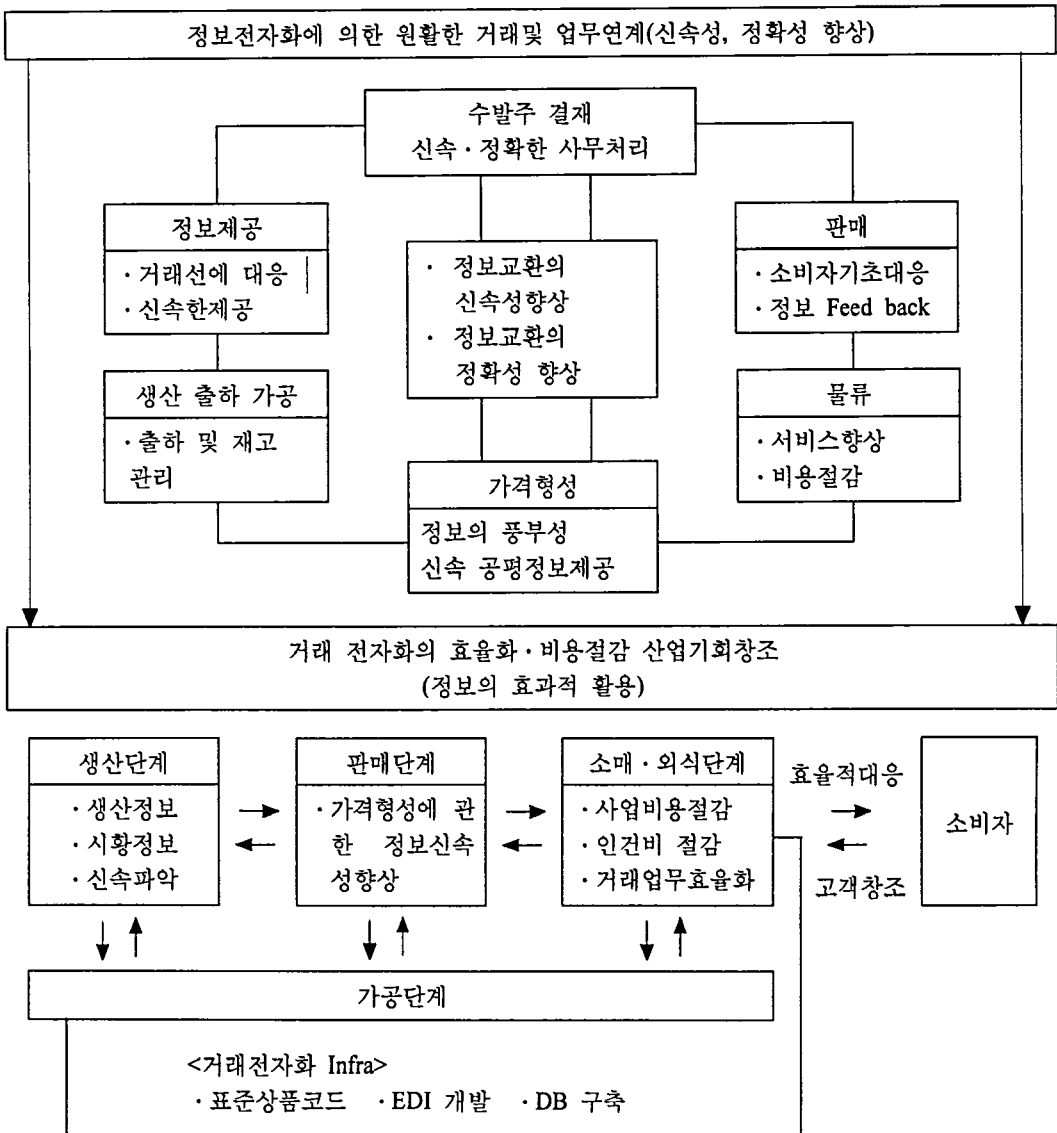 정보전자화에 의한 원활한 거래및 업무연계(신속성, 정확성 향상)
수발주 결재
신속·정확한 사무처리
정보제공
· 거래선에 대응
· 신속한제공
· 정보교환의
신속성향상
· 정보교환의
정확성 향상
판매
· 소비자기초대응
· 정보 Feed back
생산 출하 가공
· 출하 및 재고
관리
물류
· 서비스향상
· 비용절감
가격형성
정보의 풍부성
신속 공평정보제공
거래 전자화의 효율화·비용절감 산업기회창조
(정보의 효과적 활용)
생산단계
· 생산정보
· 시황정보
· 신속파악
판매단계
· 가격형성에 관
한 정보신속
성향상
소매·외식단계
· 사업비용절감
· 인건비 절감
· 거래업무효율화
효율적대응
고객창조
소비자
가공단계
<거래전자화 Infra>
· 표준상품코드 · EDI 개발 · DB 구축